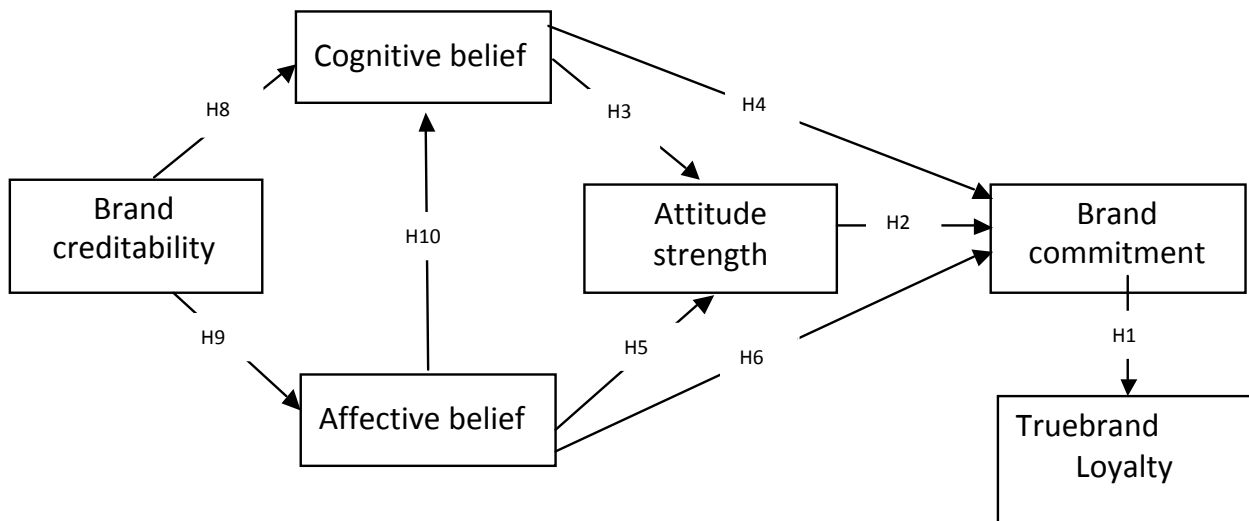 Cognitive belief
H8
H3
H4
Brand
creditability
H10
Attitude
strength
H2
Brand
commitment
H9
H5
H6
H1
Affective belief
Truebrand
Loyalty